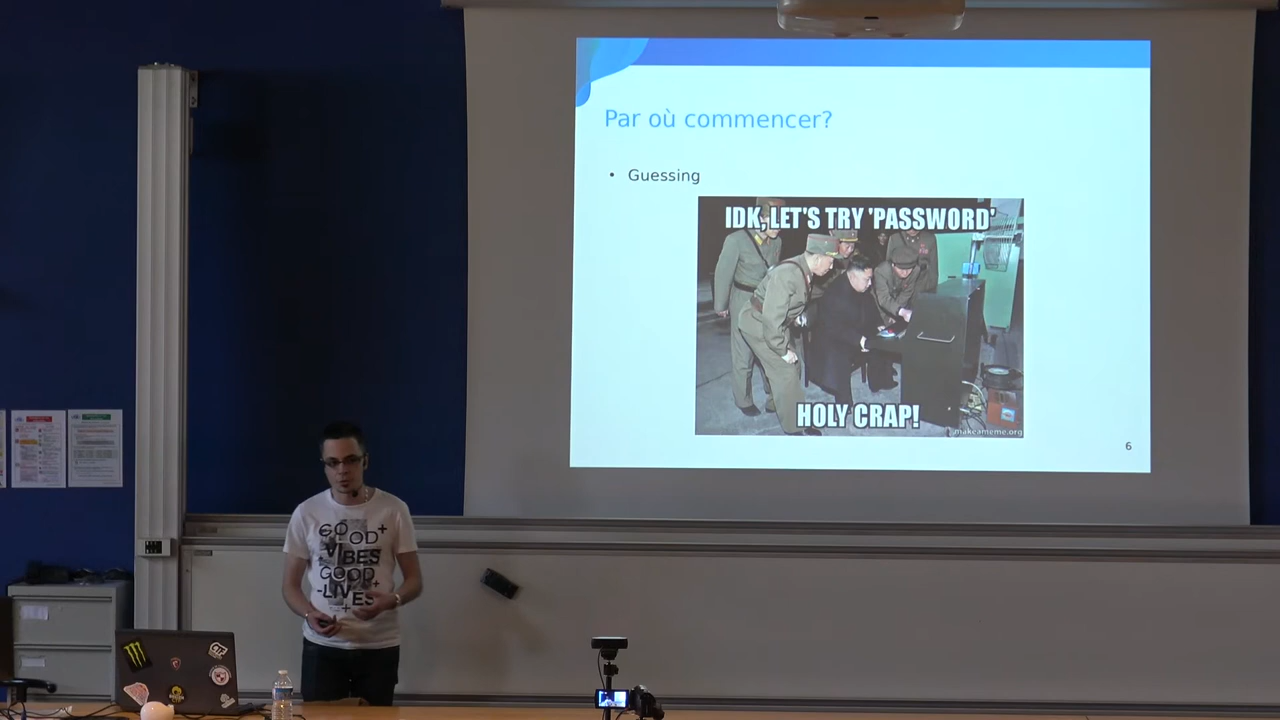 Par où commencer?
• Guessing
IDK, LET'S TRY 'PASSWORD'
HOLY CRAP!
makeameme.org
6
GOOD+
VIBES
GOOD
-LIVES+
+